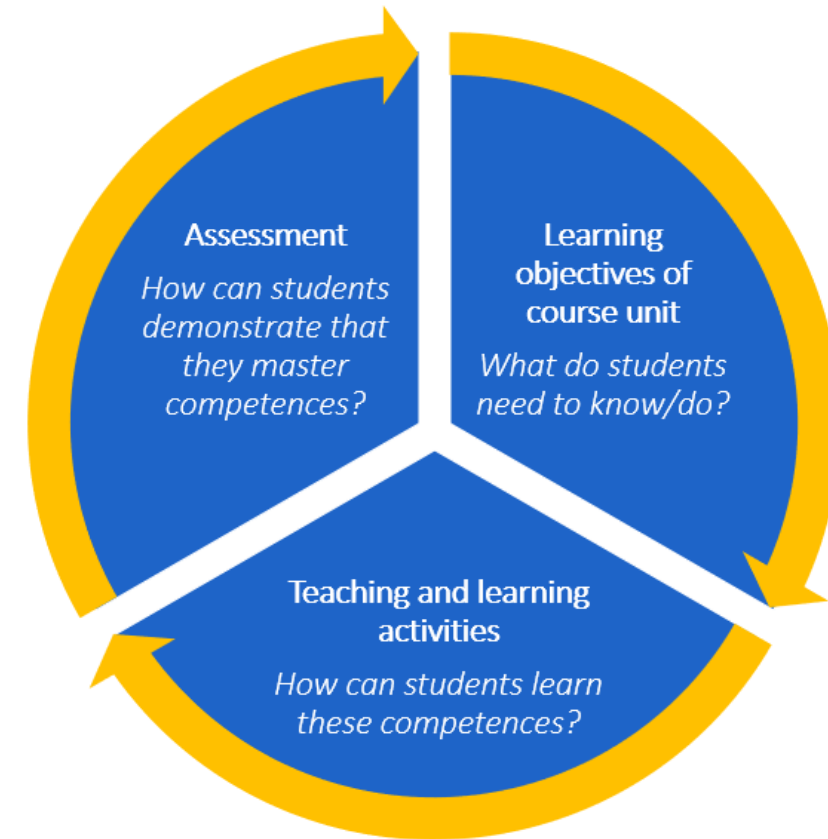 Assessment
How can students
demonstrate that
they master
competences?
Learning
objectives of
course unit
What do students
need to know/do?
Teaching and learning
activities
How can students learn
these competences?